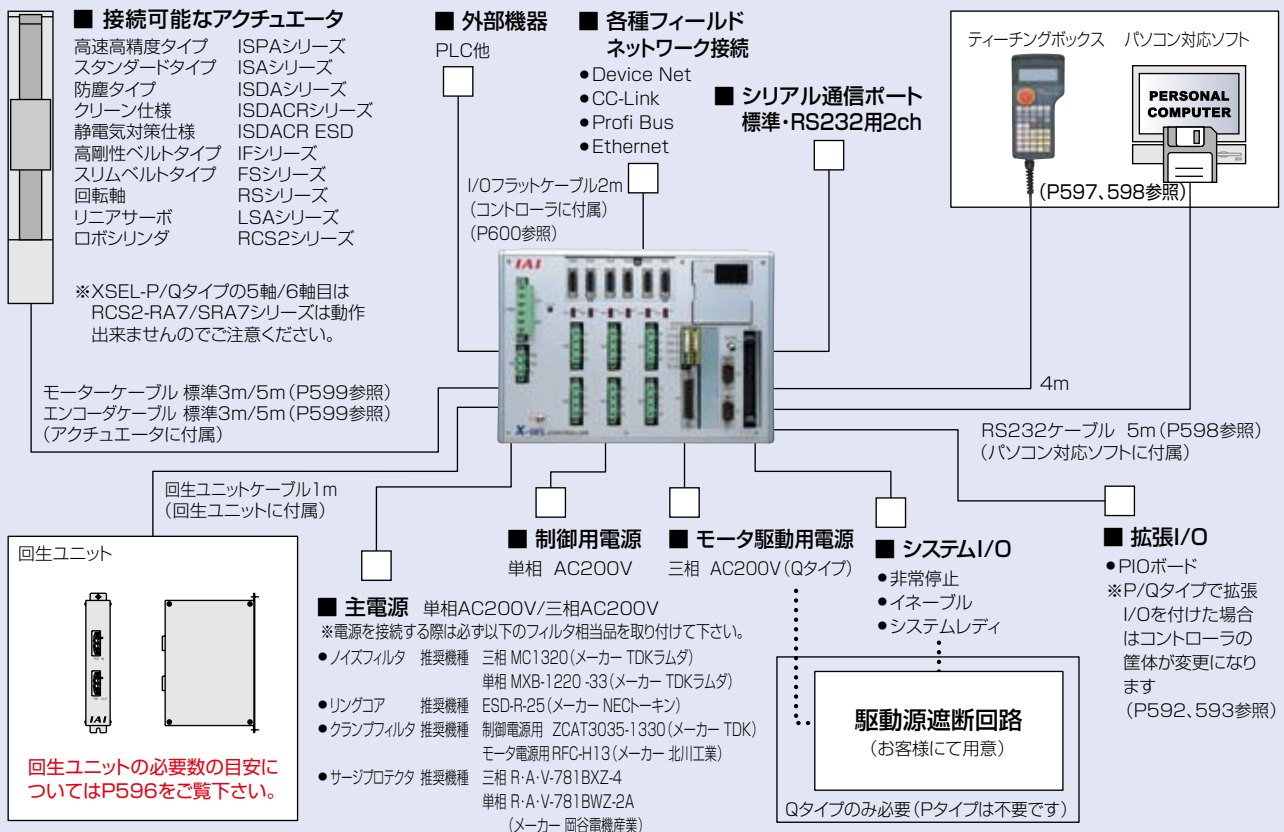 ■ 接続可能なアクチュエータ
高速高精度タイプ ISPAシリーズ
スタンダードタイプ ISAシリーズ
防塵タイプ ISDAシリーズ
クリーン仕様 ISDACRシリーズ
静電気対策仕様 ISDACR ESD
高剛性ベルトタイプ IFシリーズ
スリムベルトタイプ FSシリーズ
回転軸 RSシリーズ
リニアサーボ LSAシリーズ
ロボシリンダ RCS2シリーズ
※XSEL-P/Qタイプの5軸/6軸目は
RCS2-RA7/SRA7シリーズは動作
出来ませんのでご注意ください。
■ 外部機器
PLC他
■ 各種フィールド
ネットワーク接続
●Device Net
●CC-Link
●Profi Bus
●Ethernet
■ シリアル通信ポート
標準・RS232用2ch
ティーチングボックス パソコン対応ソフト
PERSONAL
COMPUTER
(P597、598参照)
I/Oフラットケーブル2m
(コントローラに付属)
(P600参照)
IAI
X-SEL
モーターケーブル 標準3m/5m(P599参照)
エンコーダケーブル 標準3m/5m(P599参照)
(アクチュエータに付属)
4m
RS232ケーブル 5m(P598参照)
(パソコン対応ソフトに付属)
回生ユニットケーブル1m
(回生ユニットに付属)
回生ユニット
IAI
回生ユニットの必要数の目安に
ついてはP596をご覧下さい。
■ 制御用電源
単相 AC200V
■ モータ駆動用電源
三相 AC200V(Qタイプ)
■ システムI/O
●非常停止
●イネーブル
●システムレディ
■ 拡張I/O
●PIOボード
※P/Qタイプで拡張
I/Oを付けた場合
はコントローラの
筐体が変更になり
ます
(P592、593参照)
■ 主電源 単相AC200V/三相AC200V
※電源を接続する際は必ず以下のフィルタ相当品を取り付けて下さい。
●ノイズフィルタ 推奨機種 三相 MC1320(メーカー TDKラムダ)
単相 MXB-1220 -33(メーカー TDKラムダ)
●リングコア 推奨機種 ESD-R-25(メーカー NECトーキン)
●クランプフィルタ 推奨機種 制御電源用 ZCAT3035-1330(メーカー TDK)
モータ電源用 RFC-H13(メーカー 北川工業)
●サージプロテクタ 推奨機種 三相 R・A・V-781BXZ-4
単相 R・A・V-781BWZ-2A
(メーカー 岡谷電機産業)
駆動源遮断回路
(お客様にて用意)
Qタイプのみ必要(Pタイプは不要です)